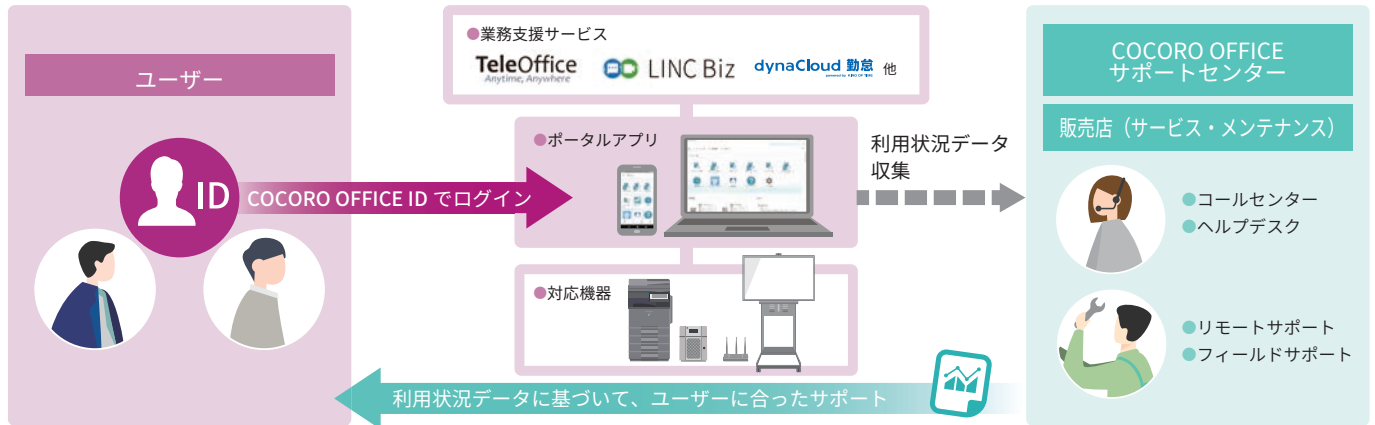 ユーザー
ID
COCORO OFFICE ID でログイン
●業務支援サービス
TeleOffice
Anytime, Anywhere
LINC Biz
dynaCloud 勤怠 他
powered by KING OF TIME
●ポータルアプリ
●対応機器
利用状況データ
収集
COCORO OFFICE
サポートセンター
販売店（サービス・メンテナンス）
●コールセンター
●ヘルプデスク
●リモートサポート
●フィールドサポート
利用状況データに基づいて、ユーザーに合ったサポート